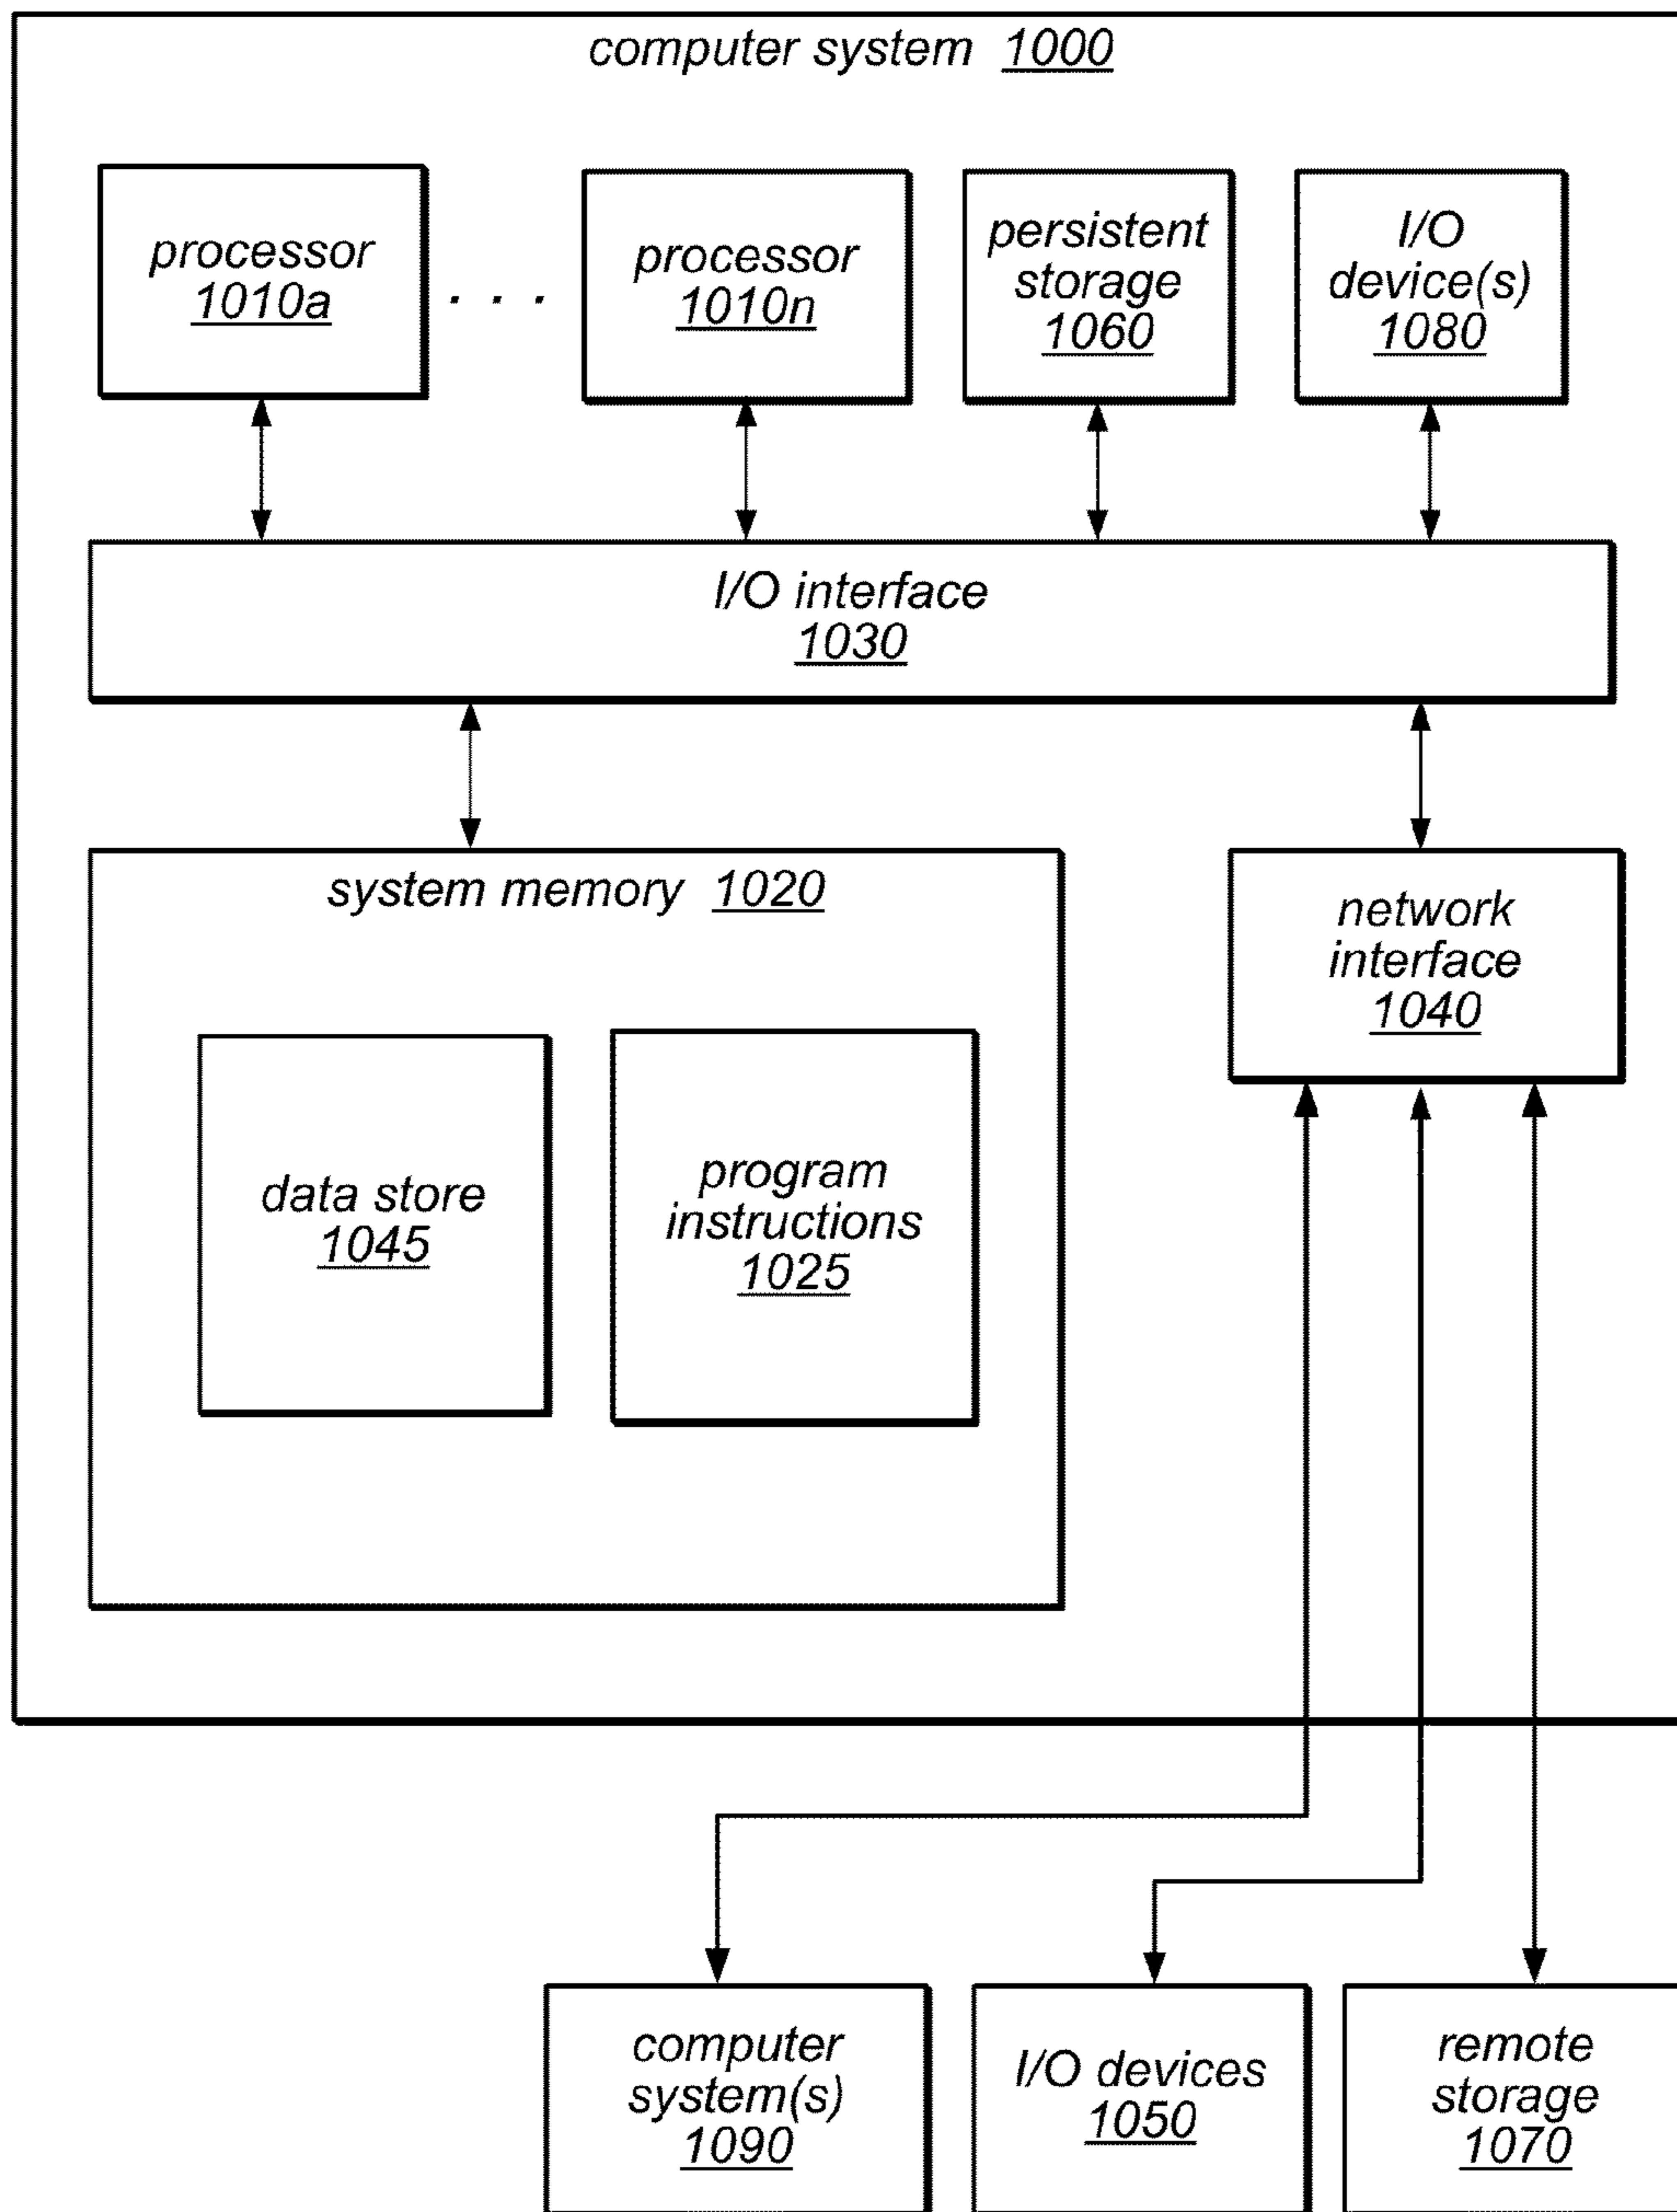 computer system 1000
processor
1010a
. . .
processor
1010n
persistent
storage
1060
I/O
device(s)
1080
I/O interface
1030
system memory 1020
network
interface
1040
data store
1045
program
instructions
1025
computer
system(s)
1090
I/O devices
1050
remote
storage
1070